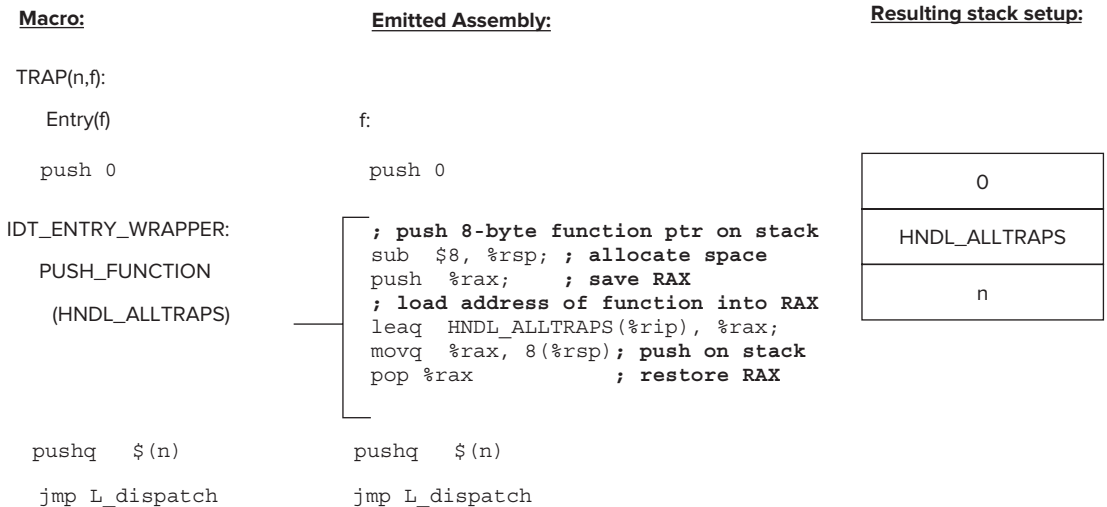 Macro:
Emitted Assembly:
Resulting stack setup:
TRAP(n,f):
Entry(f)
f:
push 0
push 0
0
IDT_ENTRY_WRAPPER:
PUSH_FUNCTION
(HNDL_ALLTRAPS)
; push 8-byte function ptr on stack
sub $8, %rsp; ; allocate space
push %rax; ; save RAX
; load address of function into RAX
leaq HNDL_ALLTRAPS(%rip), %rax;
movq %rax, 8(%rsp); push on stack
pop %rax ; restore RAX
HNDL_ALLTRAPS
n
pushq $(n)
pushq $(n)
jmp L_dispatch
jmp L_dispatch